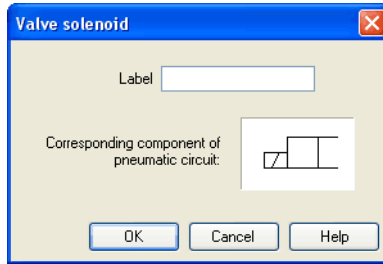 Valve solenoid
Label
Corresponding component of
pneumatic circuit:
OK
Cancel
Help